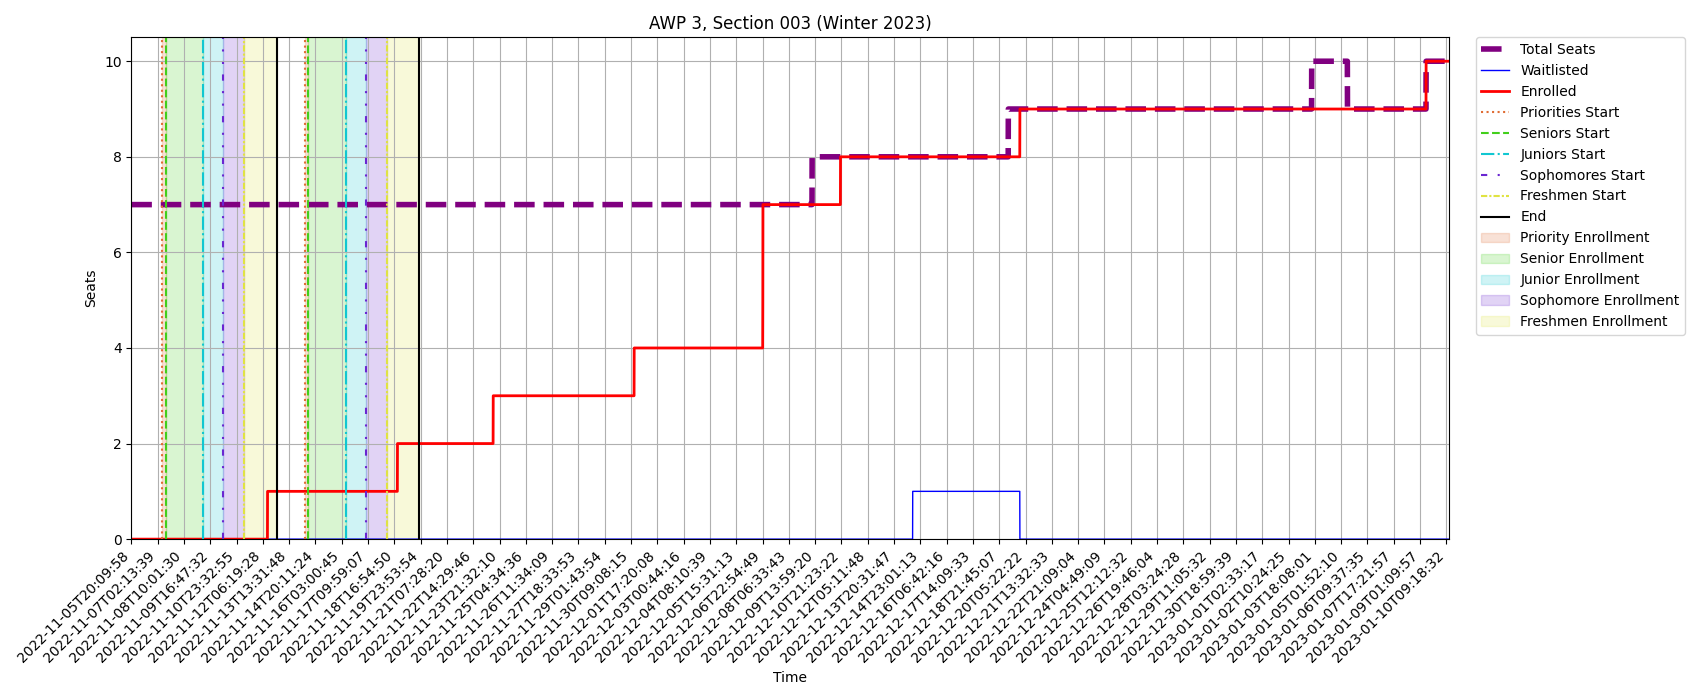 AWP 3, Section 003 (Winter 2023)
10
8
6
4
2
0
Seats
2022-11-05T20:09:58
2022-11-07T02:13:39
2022-11-08T10:01:30
2022-11-09T16:47:32
2022-11-10T23:32:55
2022-11-12T06:19:28
2022-11-13T13:31:48
2022-11-14T20:11:24
2022-11-16T03:00:45
2022-11-17T09:59:07
2022-11-18T16:54:50
2022-11-19T23:53:54
2022-11-21T07:28:20
2022-11-22T14:29:46
2022-11-23T21:32:10
2022-11-25T04:34:36
2022-11-26T11:34:09
2022-11-27T18:33:53
2022-11-29T01:43:54
2022-11-30T09:08:15
2022-12-01T17:20:08
2022-12-03T00:44:16
2022-12-04T08:10:39
2022-12-05T15:31:13
2022-12-06T22:54:49
2022-12-08T06:33:43
2022-12-09T13:59:20
2022-12-10T21:23:22
2022-12-12T05:11:48
2022-12-13T20:31:47
2022-12-14T23:01:13
2022-12-16T06:42:16
2022-12-17T14:09:33
2022-12-18T21:45:07
2022-12-20T05:22:22
2022-12-21T13:32:33
2022-12-22T21:09:04
2022-12-24T04:49:09
2022-12-25T12:12:32
2022-12-26T19:46:04
2022-12-28T03:24:28
2022-12-29T11:05:32
2022-12-30T18:59:39
2023-01-01T02:33:17
2023-01-02T10:24:25
2023-01-03T18:08:01
2023-01-05T01:52:10
2023-01-06T09:37:35
2023-01-07T17:21:57
2023-01-09T01:09:57
2023-01-10T09:18:32
Time
Total Seats
Waitlisted
Enrolled
Priorities Start
Seniors Start
Juniors Start
Sophomores Start
Freshmen Start
End
Priority Enrollment
Senior Enrollment
Junior Enrollment
Sophomore Enrollment
Freshmen Enrollment